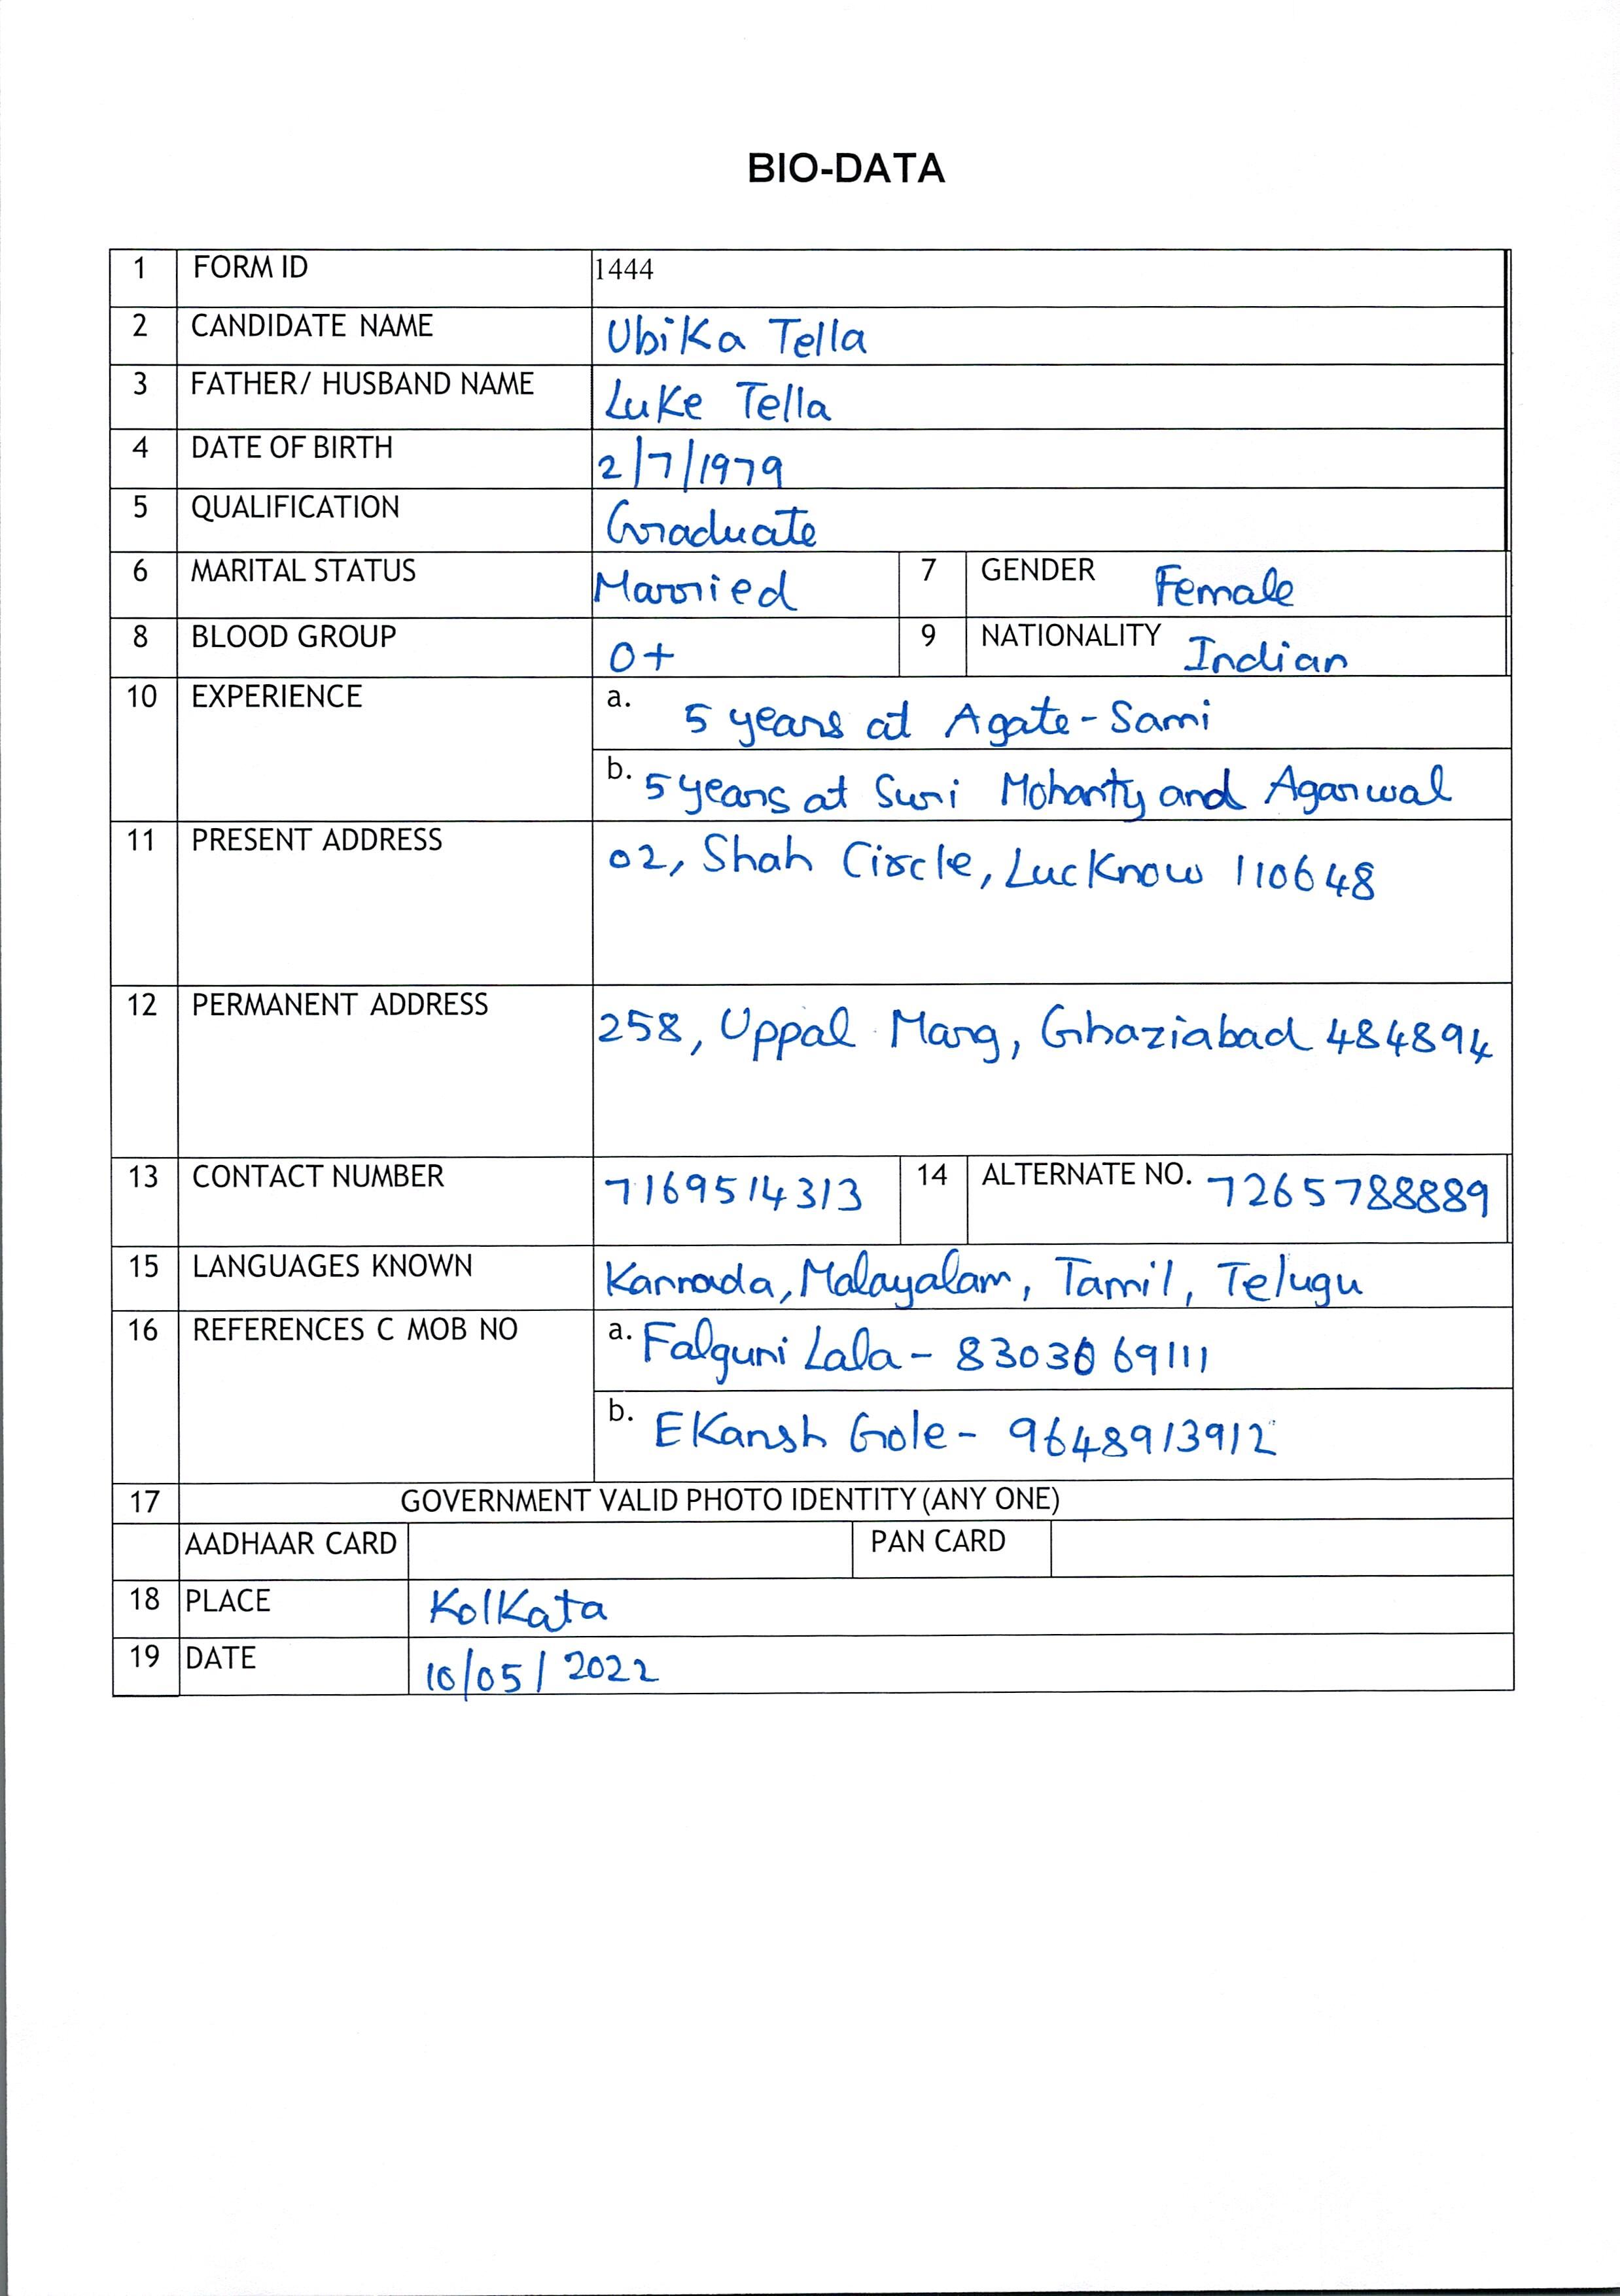 BIO-DATA
1 FORM ID 1444
2 CANDIDATE NAME Ubika Tella
3 FATHER/ HUSBAND NAME Luke Tella
4 DATE OF BIRTH 2/7/1979
5 QUALIFICATION Graduate
6 MARITAL STATUS Married 7 GENDER Female
8 BLOOD GROUP O+ 9 NATIONALITY Indian
10 EXPERIENCE a. 5 years at Agate-Sami
b. 5 years at Suri Mohanty and Agarwal
11 PRESENT ADDRESS 02, Shah Circle, Lucknow 110648
12 PERMANENT ADDRESS 258, Uppal Marg, Ghaziabad 484894
13 CONTACT NUMBER 7169514313 14 ALTERNATE NO. 7265788889
15 LANGUAGES KNOWN Kannada, Malayalam, Tamil, Telugu
16 REFERENCES C MOB NO a. Falguni Lala - 8303069111
b. Ekansh Gole - 9648913912
17 GOVERNMENT VALID PHOTO IDENTITY (ANY ONE)
AADHAAR CARD PAN CARD
18 PLACE Kolkata
19 DATE 10/05/2022